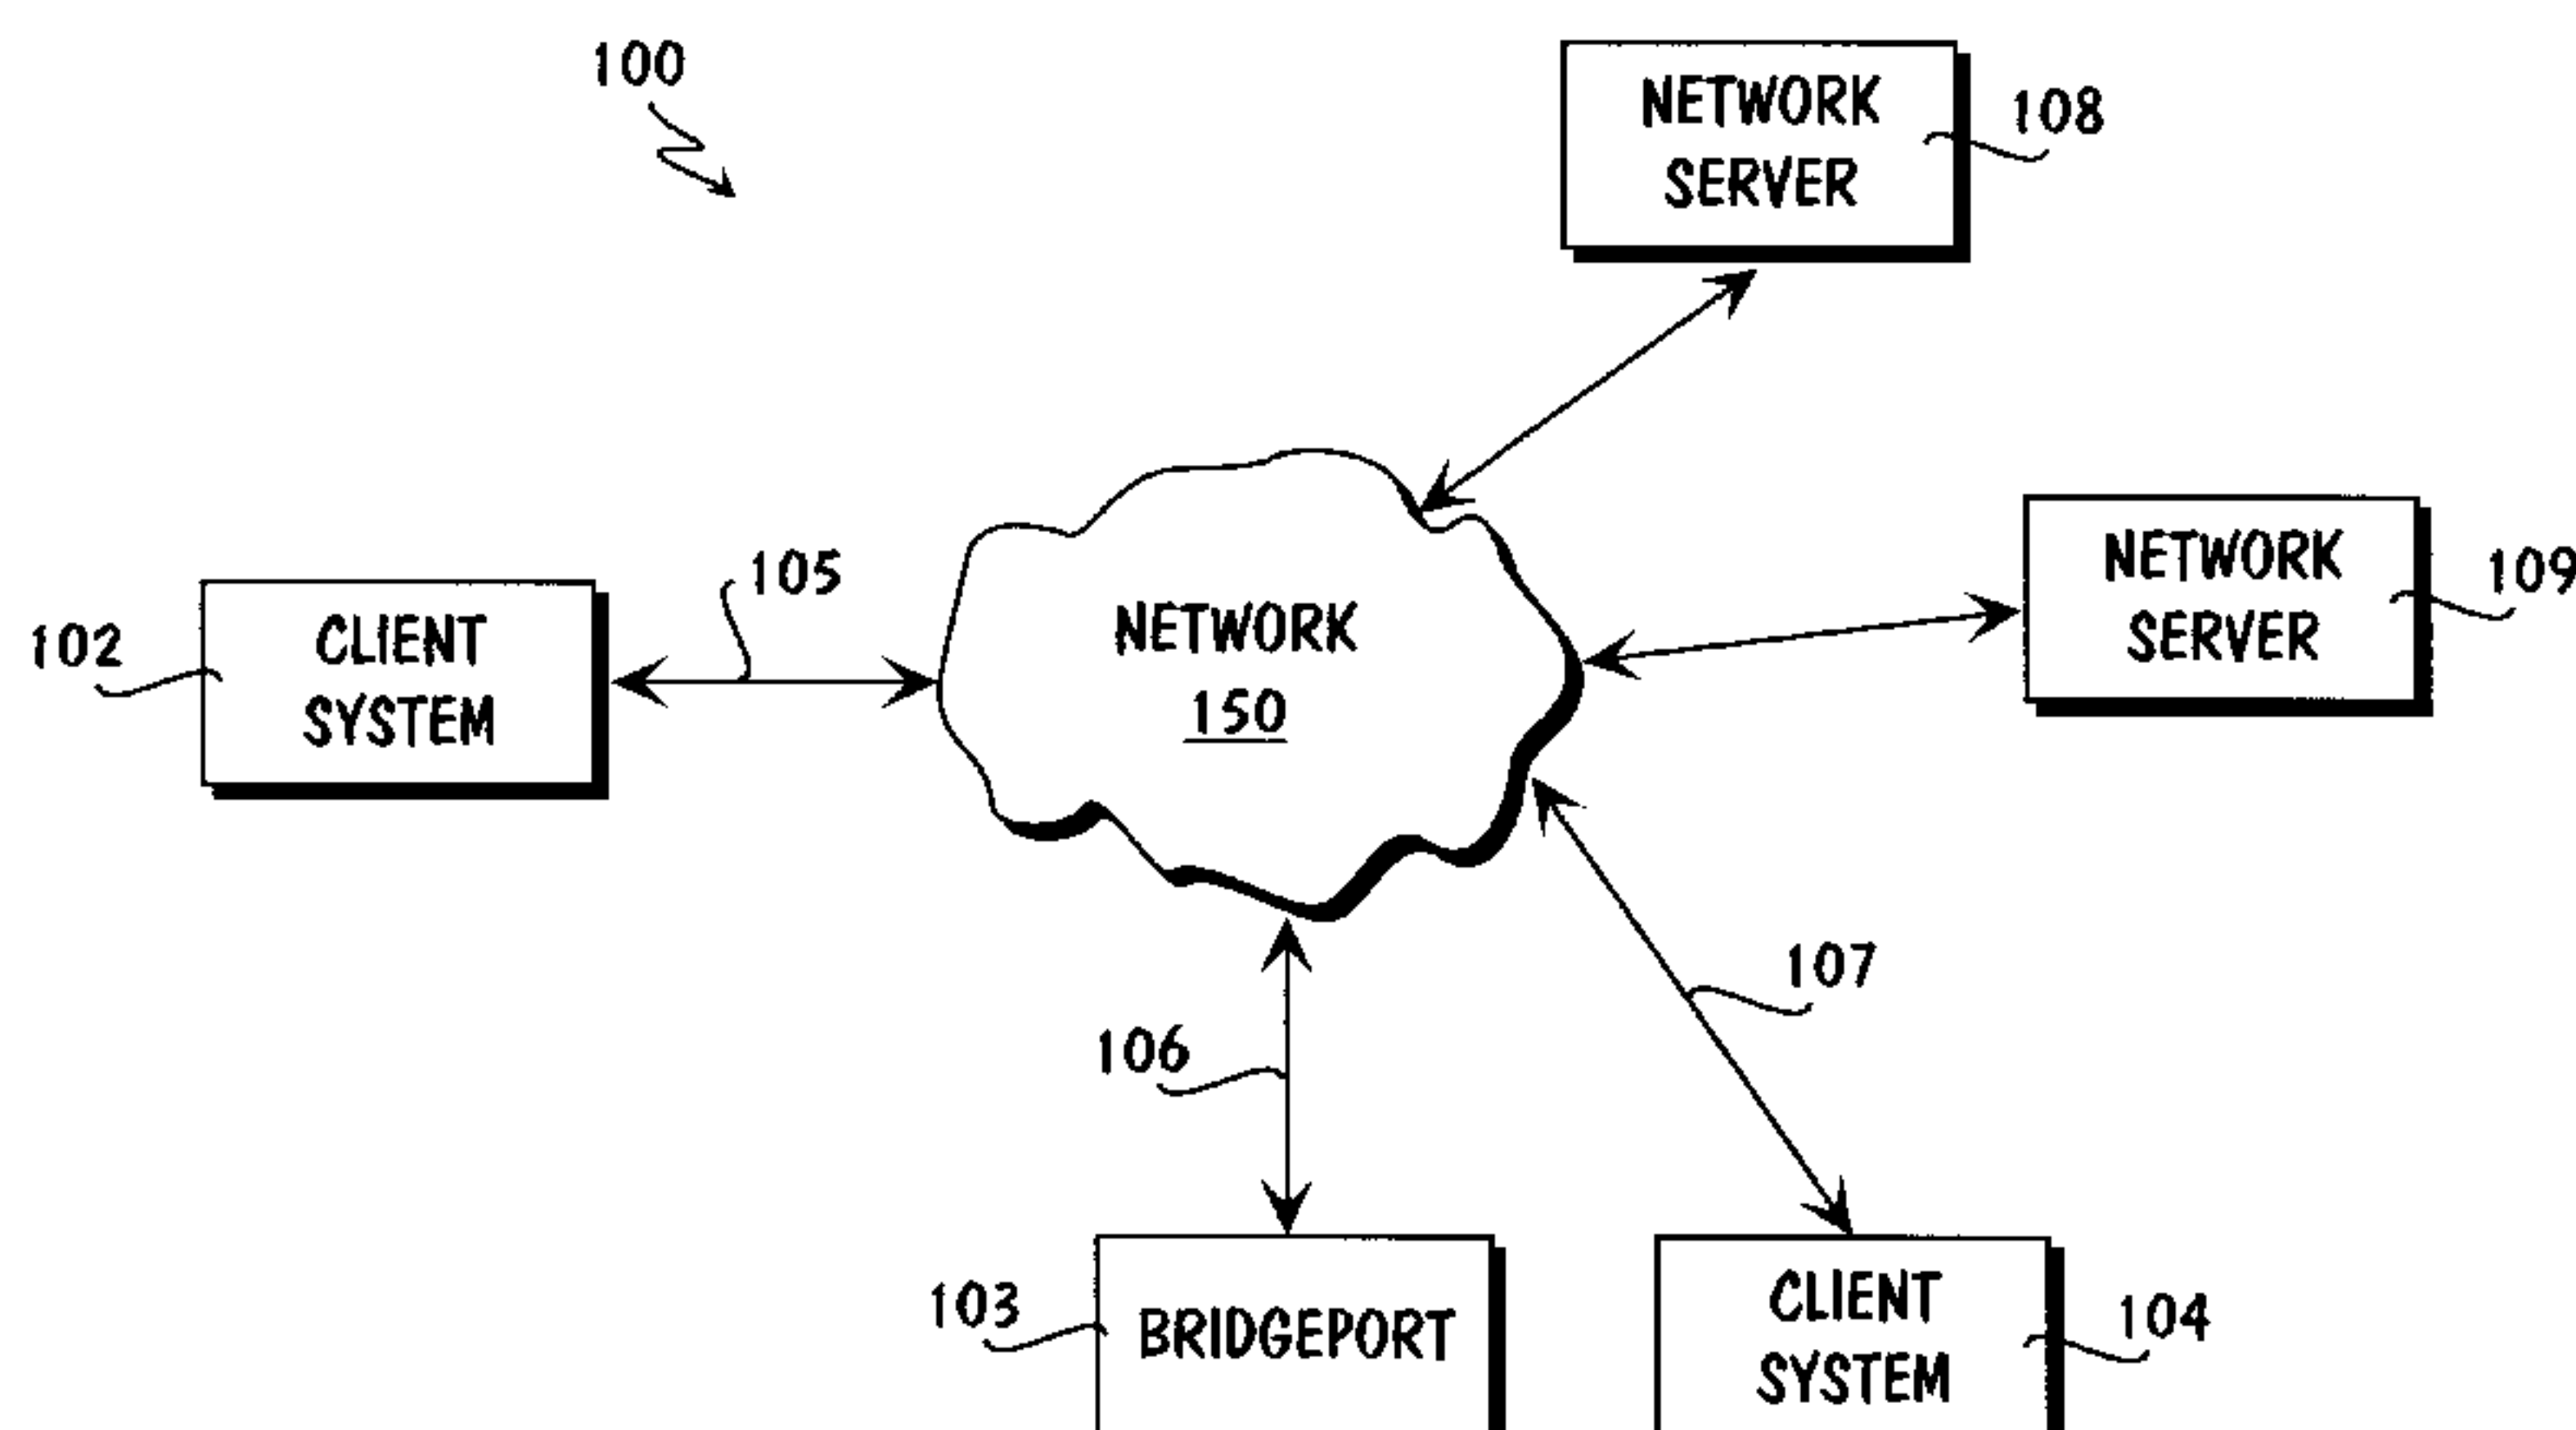 100
NETWORK
SERVER
108
NETWORK
SERVER
109
105
102
CLIENT
SYSTEM
NETWORK
150
107
106
103
BRIDGEPORT
CLIENT
SYSTEM
104